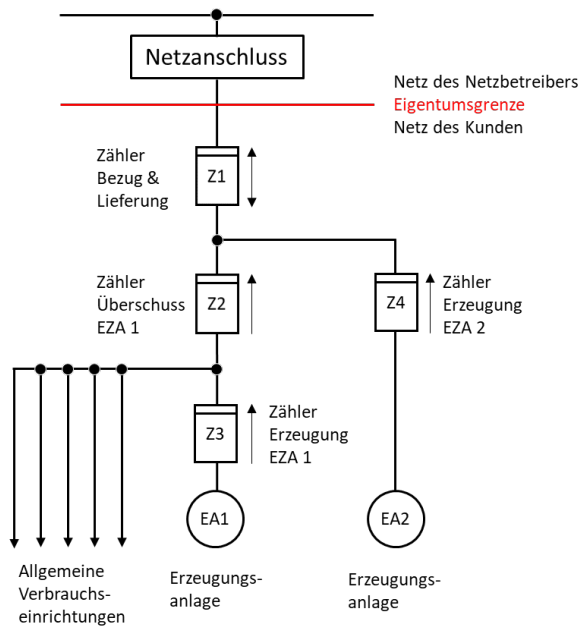 Netzanschluss
Netz des Netzbetreibers
Eigentumsgrenze
Netz des Kunden
Zähler
Bezug &
Lieferung
Z1
Zähler
Überschuss
EZA 1
Z2
Z4
Zähler
Erzeugung
EZA 2
Z3
Zähler
Erzeugung
EZA 1
EA1
EA2
Allgemeine
Verbrauchs-
einrichtungen
Erzeugungs-
anlage
Erzeugungs-
anlage